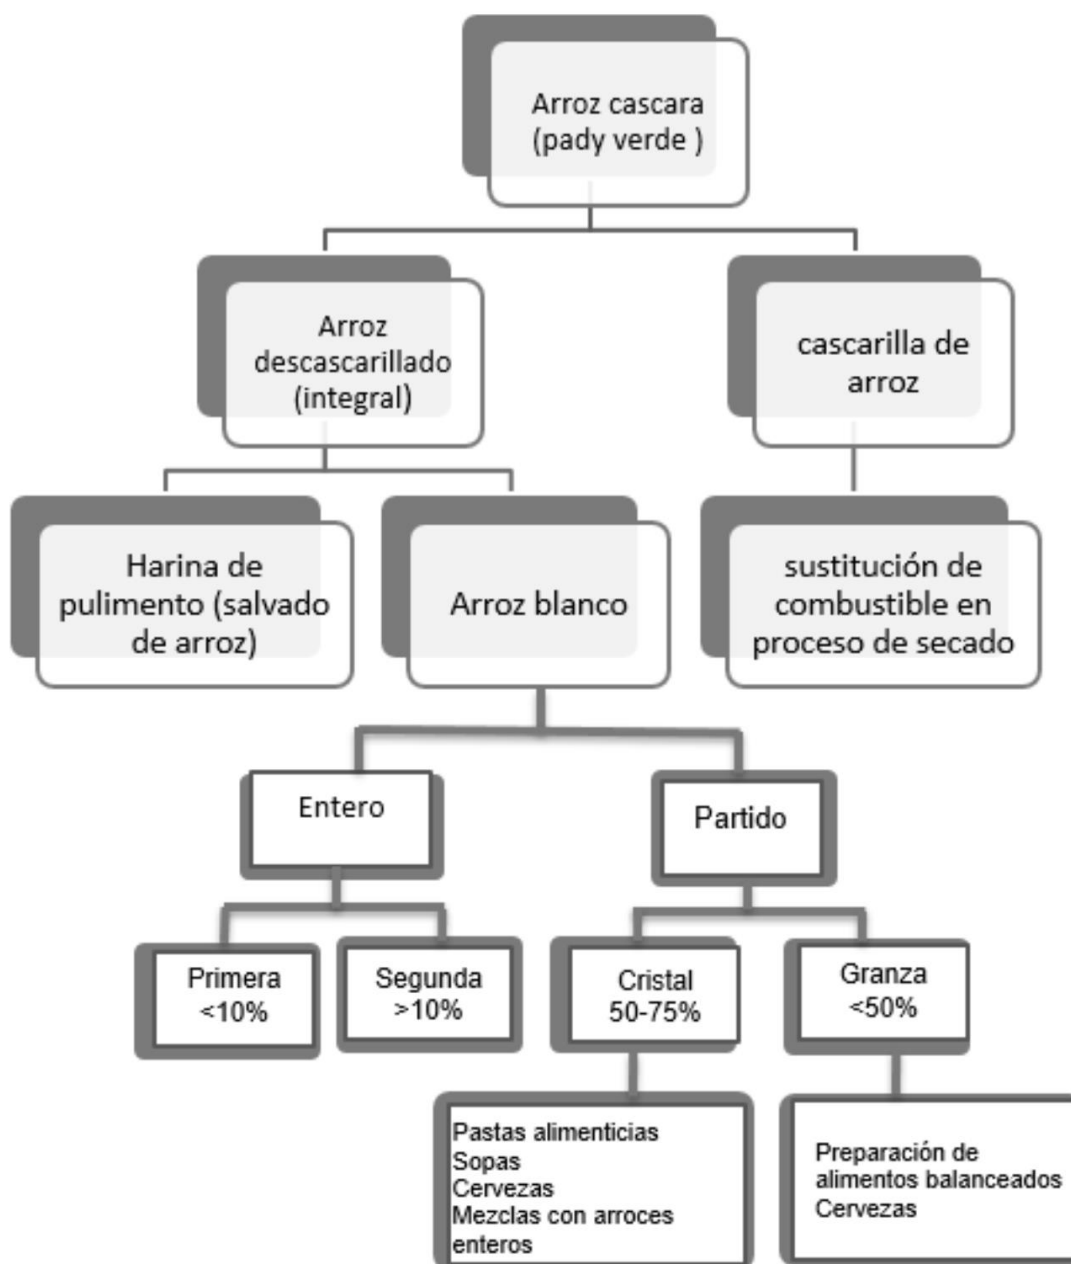 Arroz cascara
(pady verde )
Arroz
descascarillado
(integral)
cascarilla de
arroz
Harina de
pulimento (salvado
de arroz)
Arroz blanco
sustitución de
combustible en
proceso de secado
Entero
Partido
Primera
<10%
Segunda
>10%
Cristal
50-75%
Granza
<50%
Pastas alimenticias
Sopas
Cervezas
Mezclas con arroces
enteros
Preparación de
alimentos balanceados
Cervezas